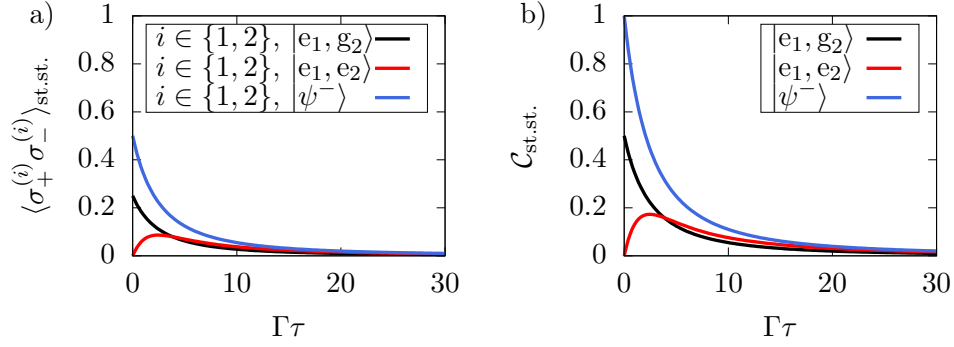 a)
⟨σ₊⁽ⁱ⁾σ₋⁽ⁱ⁾⟩st.st.
1
0.8
0.6
0.4
0.2
0
i ∈ {1, 2}, |e₁, g₂⟩
i ∈ {1, 2}, |e₁, e₂⟩
i ∈ {1, 2}, |ψ⁻⟩
0 10 20 30
Γτ
b)
𝒞st.st.
1
0.8
0.6
0.4
0.2
0
|e₁, g₂⟩
|e₁, e₂⟩
|ψ⁻⟩
0 10 20 30
Γτ